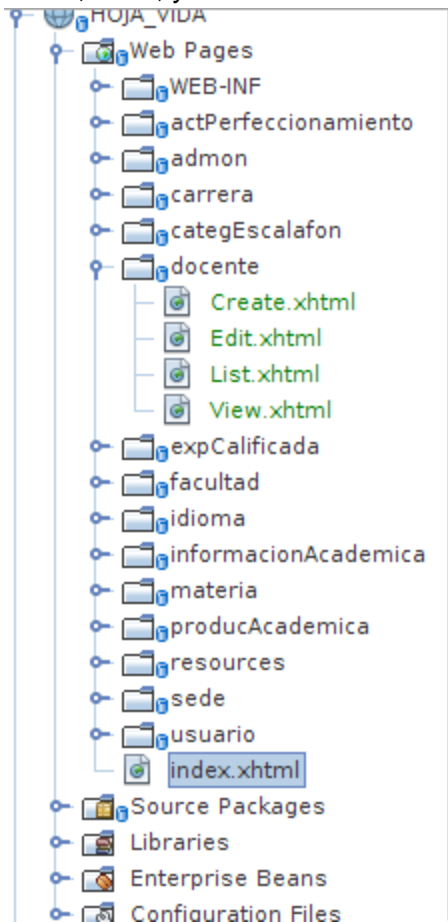 HOJA_VIDA
Web Pages
WEB-INF
actPerfeccionamiento
admon
carrera
categEscalafon
docente
Create.xhtml
Edit.xhtml
List.xhtml
View.xhtml
expCalificada
facultad
idioma
informacionAcademica
materia
producAcademica
resources
sede
usuario
index.xhtml
Source Packages
Libraries
Enterprise Beans
Configuration Files